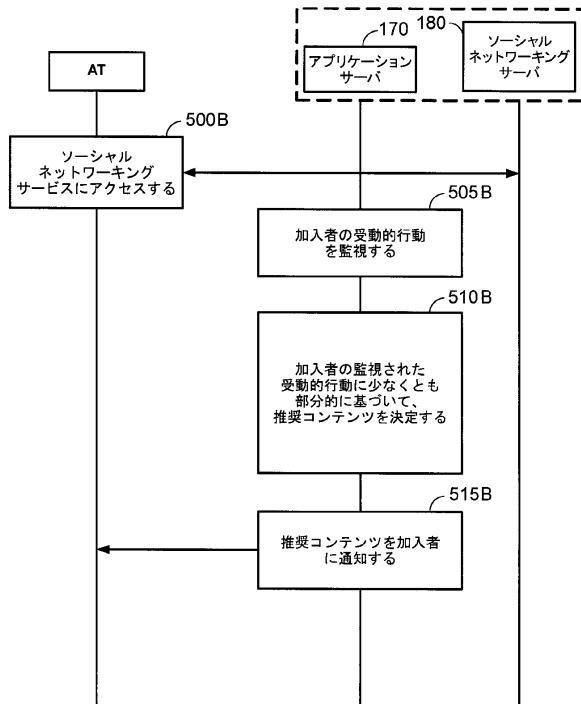 170
180
AT
アプリケーション
サーバ
ソーシャル
ネットワーキング
サーバ
500B
ソーシャル
ネットワーキング
サービスにアクセスする
505B
加入者の受動的行動
を監視する
510B
加入者の監視された
受動的行動に少なくとも
部分的に基づいて、
推奨コンテンツを決定する
515B
推奨コンテンツを加入者
に通知する